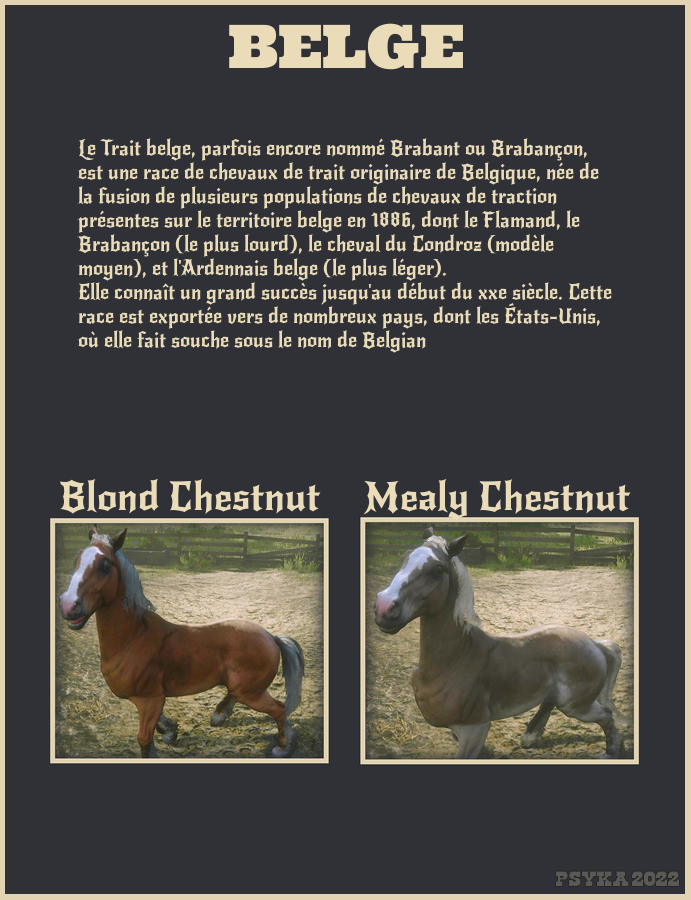 BELGE
Le Trait belge, parfois encore nommé Brabant ou Brabançon,
est une race de chevaux de trait originaire de Belgique, née de
la fusion de plusieurs populations de chevaux de traction
présentes sur le territoire belge en 1886, dont le Flamand, le
Brabançon (le plus lourd), le cheval du Condroz (modèle
moyen), et l'Ardennais belge (le plus léger).
Elle connaît un grand succès jusqu'au début du xxe siècle. Cette
race est exportée vers de nombreux pays, dont les États-Unis,
où elle fait souche sous le nom de Belgian
Blond Chestnut
Mealy Chestnut
PSYKA 2022